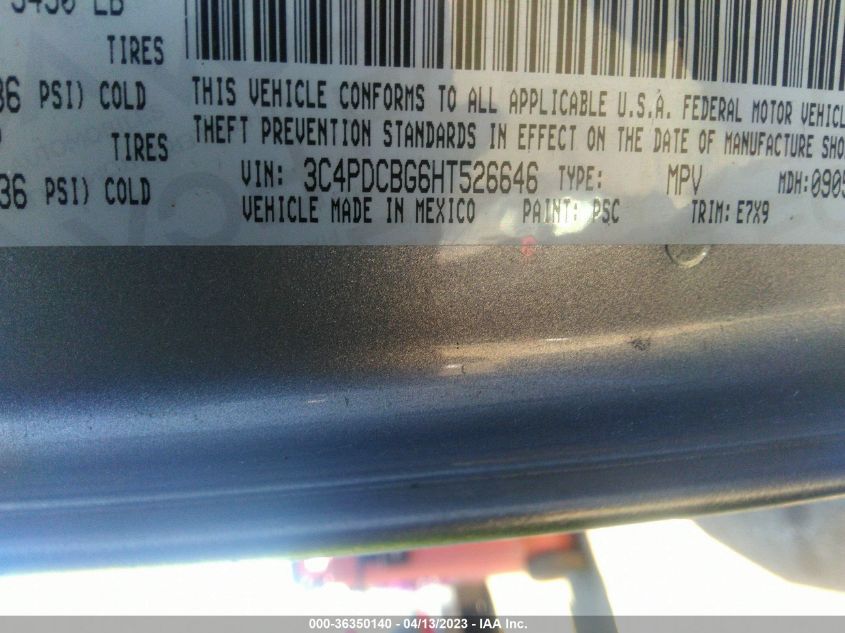 5450 LB
TIRES
36 PSI) COLD
TIRES
36 PSI) COLD
THIS VEHICLE CONFORMS TO ALL APPLICABLE U.S.A. FEDERAL MOTOR VEHICL
THEFT PREVENTION STANDARDS IN EFFECT ON THE DATE OF MANUFACTURE SHO
VIN: 3C4PDCBG6HT526646 TYPE: MPV MDH:0905
VEHICLE MADE IN MEXICO PAINT: PSC TRIM: E7X9
000-36350140 - 04/13/2023 - IAA Inc.